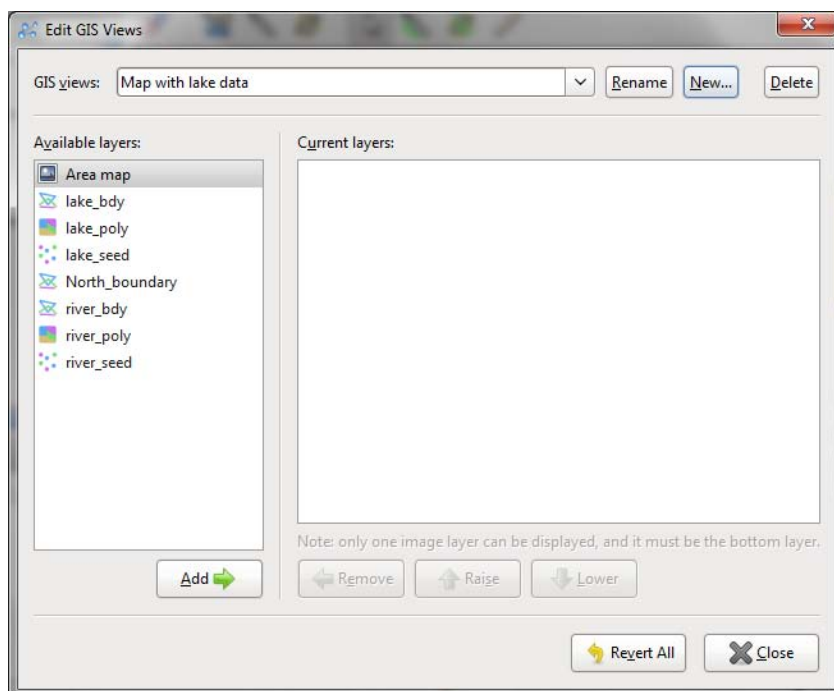 Edit GIS Views
GIS views: Map with lake data Rename New... Delete
Available layers: Current layers:
Area map
lake_bdy
lake_poly
lake_seed
North_boundary
river_bdy
river_poly
river_seed
Note: only one image layer can be displayed, and it must be the bottom layer.
Add Remove Raise Lower
Revert All Close